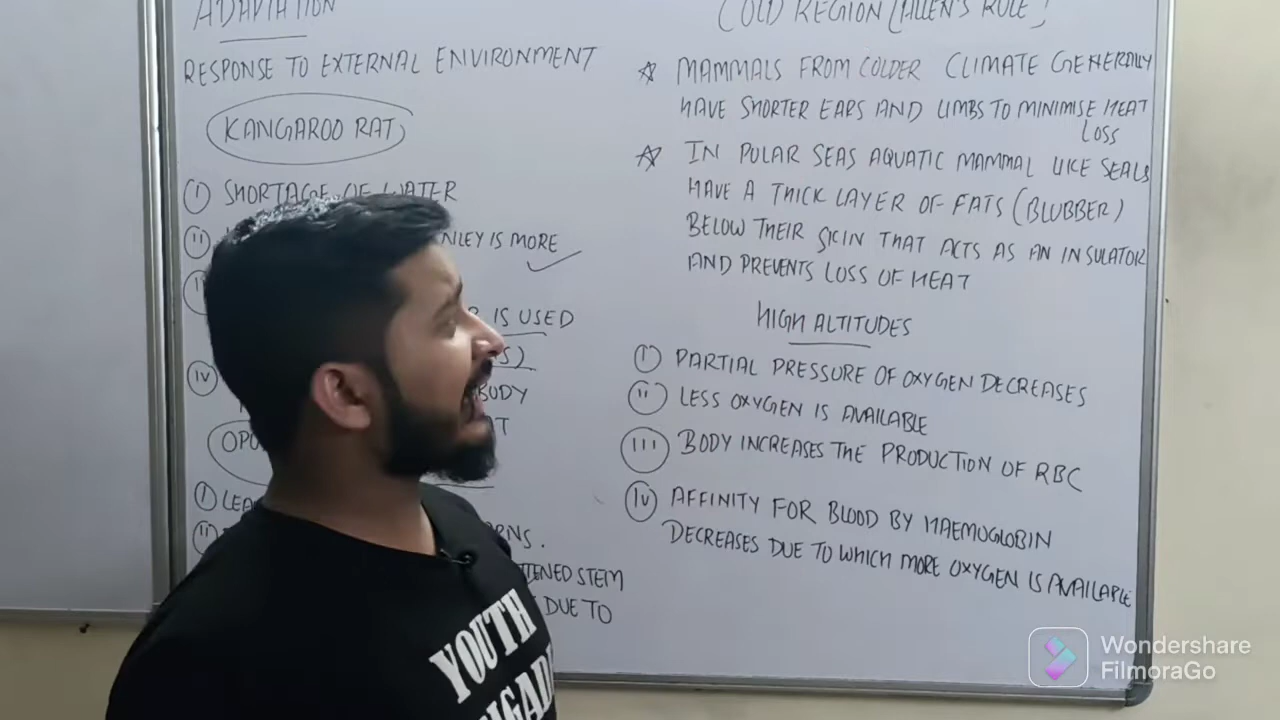 ADAPTATION
RESPONSE TO EXTERNAL ENVIRONMENT
KANGAROO RAT
(I) SHORTAGE OF WATER
(II) NLEY IS MORE
IS USED
(IV) BODY
OPU
(I) LEA
(II) RNS.
TTENED STEM
DUE TO
COLD REGION (ALLEN'S RULE)
MAMMALS FROM COLDER CLIMATE GENERALLY
HAVE SHORTER EARS AND LIMBS TO MINIMISE HEAT
LOSS
IN POLAR SEAS AQUATIC MAMMAL LIKE SEALS
HAVE A THICK LAYER OF FATS (BLUBBER)
BELOW THEIR SKIN THAT ACTS AS AN INSULATOR
AND PREVENTS LOSS OF HEAT
HIGH ALTITUDES
(I) PARTIAL PRESSURE OF OXYGEN DECREASES
(II) LESS OXYGEN IS AVAILABLE
(III) BODY INCREASES THE PRODUCTION OF RBC
(IV) AFFINITY FOR BLOOD BY HAEMOGLOBIN
DECREASES DUE TO WHICH MORE OXYGEN IS AVAILABLE
YOUTH
Wondershare
FilmoraGo